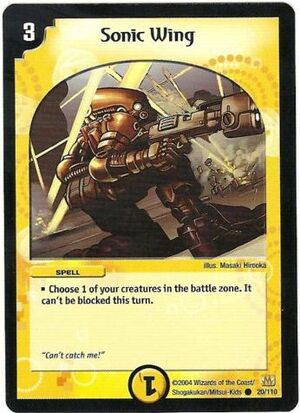 3
Sonic Wing
illus. Masaki Hirooka
SPELL
■ Choose 1 of your creatures in the battle zone. It
can't be blocked this turn.
"Can't catch me!"
1
©2004 Wizards of the Coast/
Shogakukan/Mitsui-Kids ● 20/110